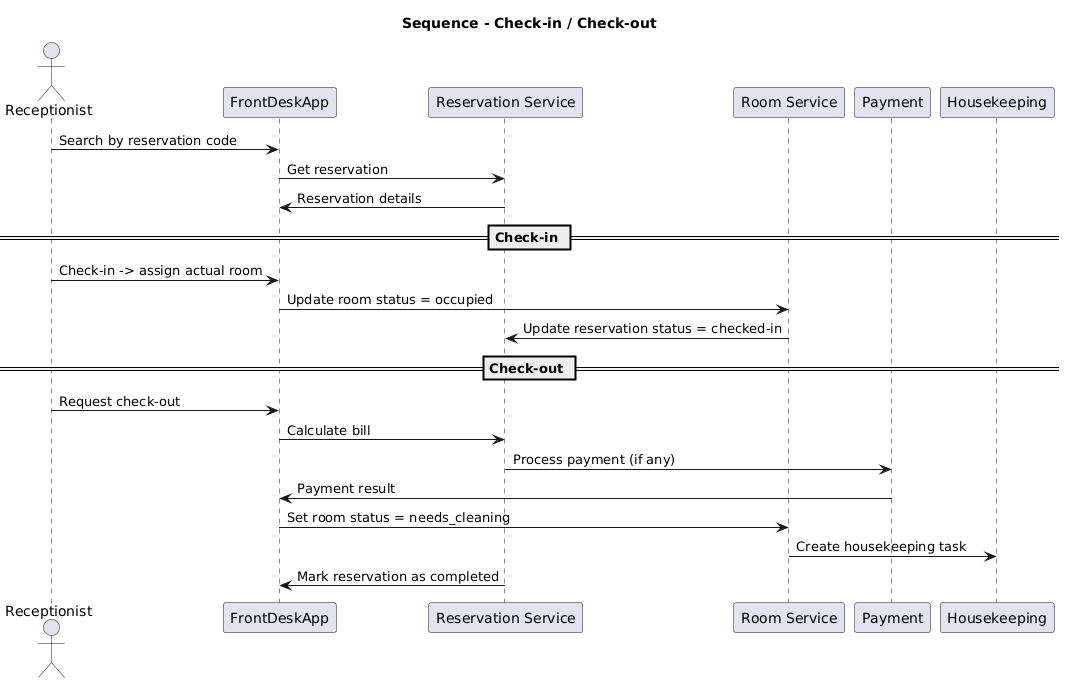 Sequence - Check-in / Check-out
Receptionist
FrontDeskApp
Reservation Service
Room Service
Payment
Housekeeping
Search by reservation code
Get reservation
Reservation details
Check-in
Check-in -> assign actual room
Update room status = occupied
Update reservation status = checked-in
Check-out
Request check-out
Calculate bill
Process payment (if any)
Payment result
Set room status = needs_cleaning
Create housekeeping task
Mark reservation as completed
Receptionist
FrontDeskApp
Reservation Service
Room Service
Payment
Housekeeping